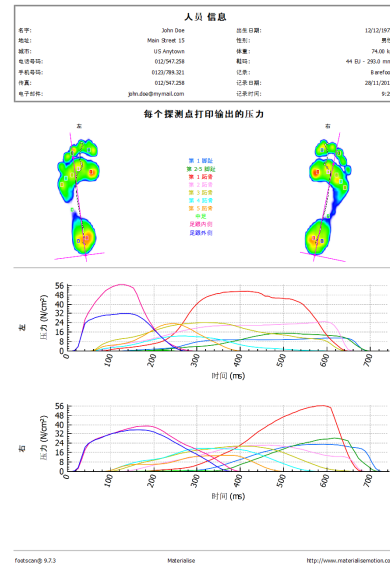 人员 信息
名字: John Doe 出生日期: 12/12/197
地址: Main Street 15 性别: 男性
城市: US Anytown 体重: 74.00 k
电话号码: 012/547.258 鞋码: 44 EU - 293.0 mm
手机号码: 0123/789.321 记录: Barefoo
传真: 012/547.258 记录日期: 28/11/201
电子邮件: john.doe@mymail.com 记录时间: 9:2
每个探测点打印输出的压力
左 右
第 1 脚趾
第 2-5 脚趾
第 1 跖骨
第 2 跖骨
第 3 跖骨
第 4 跖骨
第 5 跖骨
中足
足跟内侧
足跟外侧
左
压力 (N/cm²)
56
48
40
32
24
16
8
0
0 100 200 300 400 500 600 700
时间 (ms)
右
压力 (N/cm²)
56
48
40
32
24
16
8
0
0 100 200 300 400 500 600 700
时间 (ms)
footscan® 9.7.3 Materialise http://www.materialisemotion.co